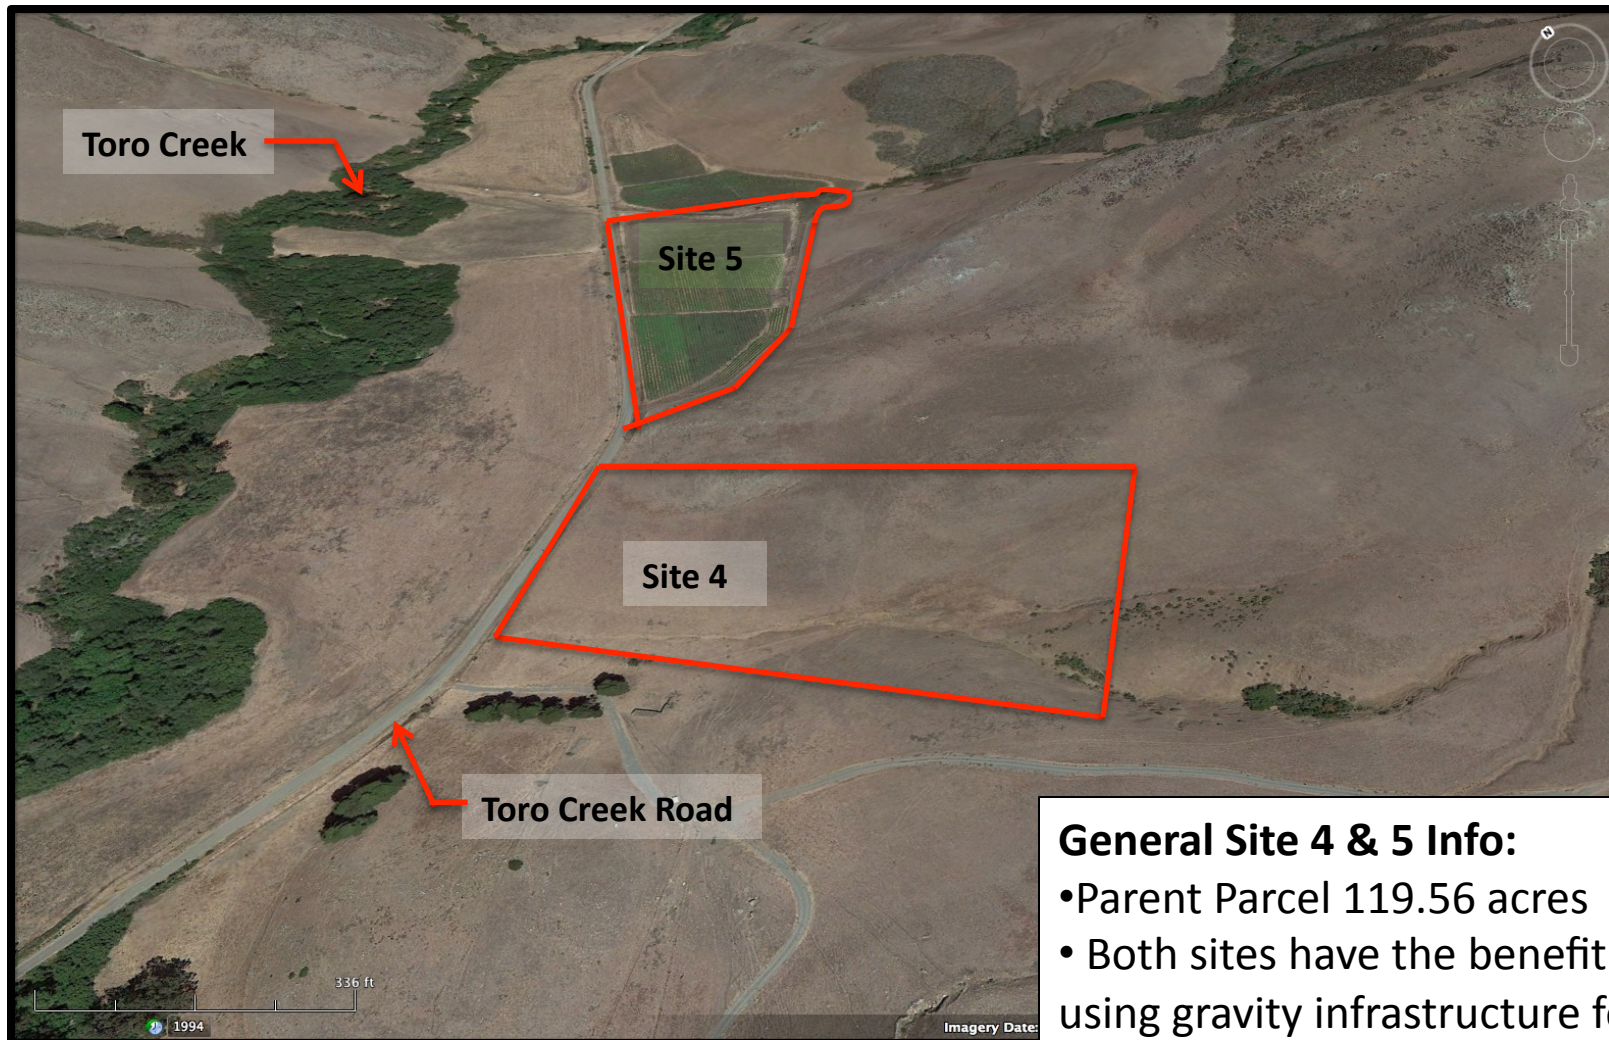 Toro Creek
Site 5
Site 4
Toro Creek Road
General Site 4 & 5 Info:
•Parent Parcel 119.56 acres
• Both sites have the benefit
using gravity infrastructure
336 ft
1994
Imagery Date: